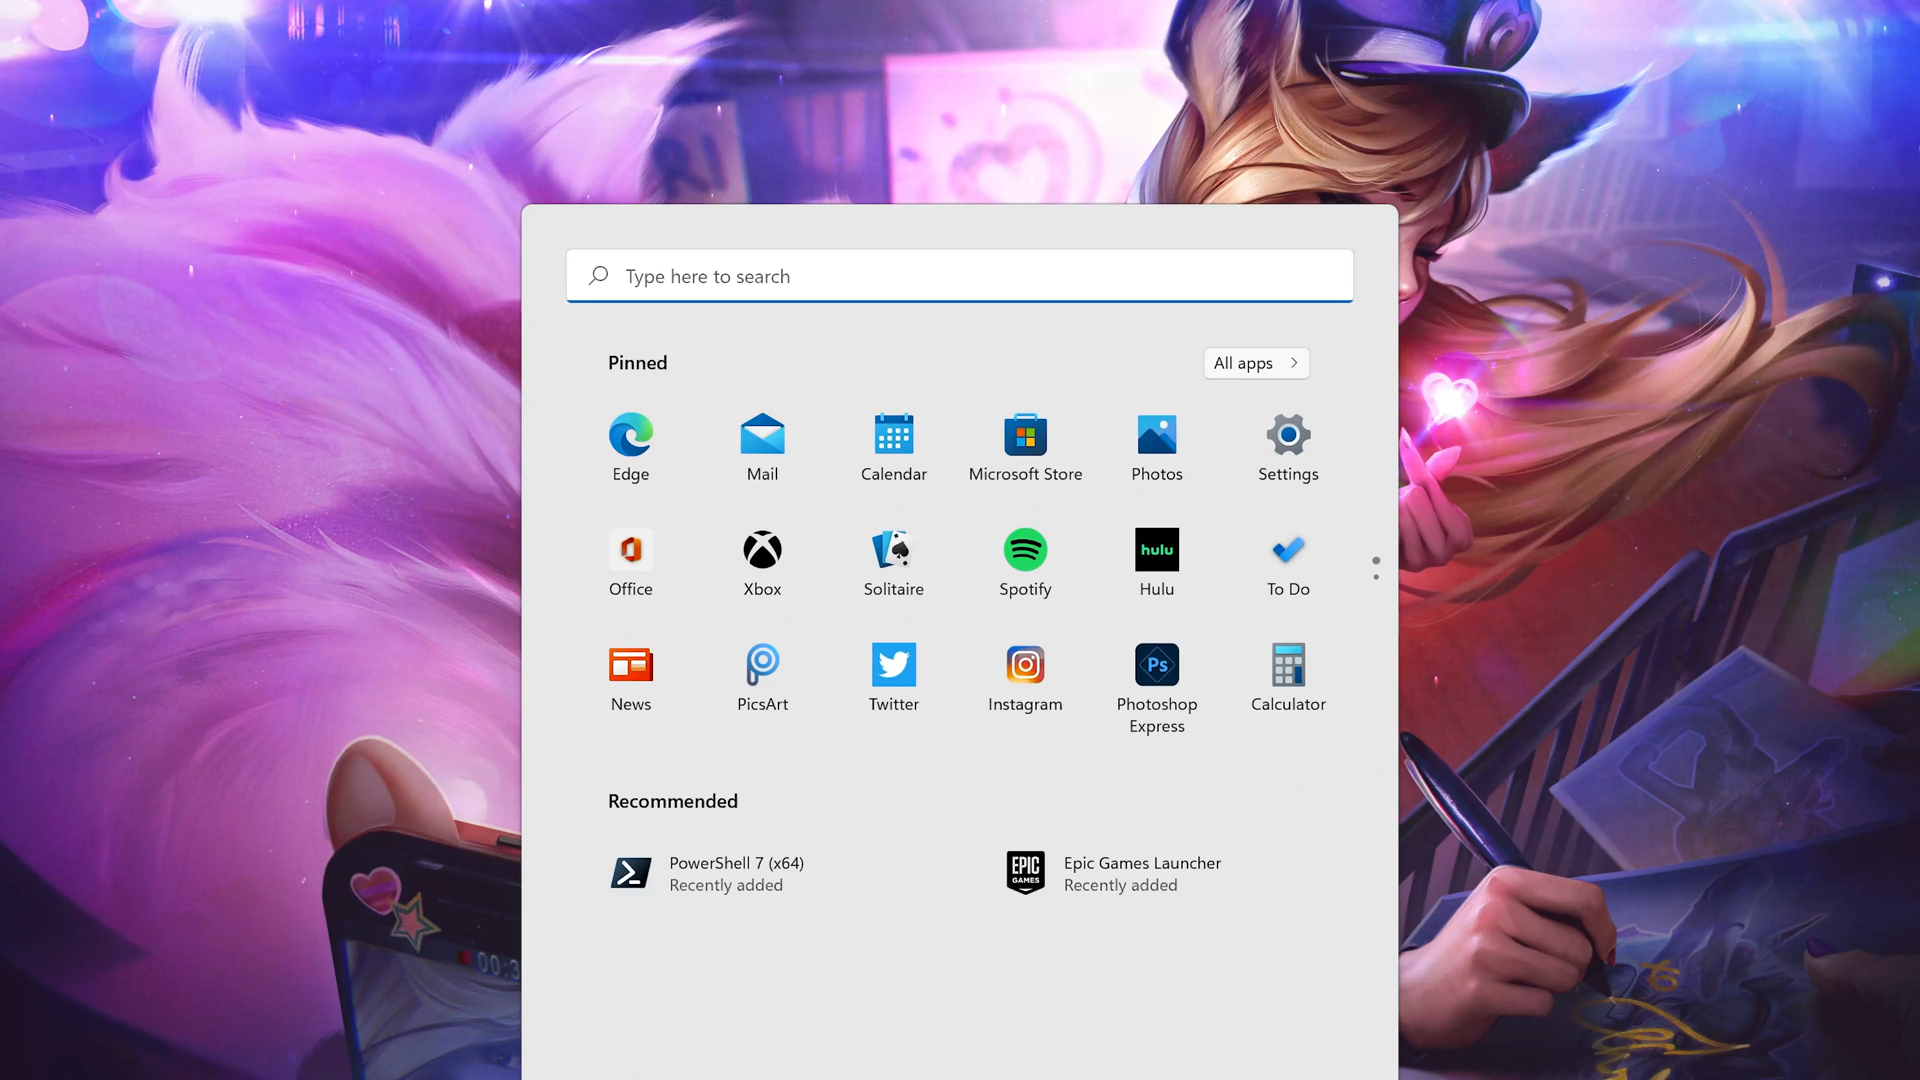 Type here to search
Pinned
All apps
Edge
Mail
Calendar
Microsoft Store
Photos
Settings
Office
Xbox
Solitaire
Spotify
hulu
Hulu
To Do
News
PicsArt
Twitter
Instagram
Ps
Photoshop
Express
Calculator
Recommended
PowerShell 7 (x64)
Recently added
EPIC
GAMES
Epic Games Launcher
Recently added